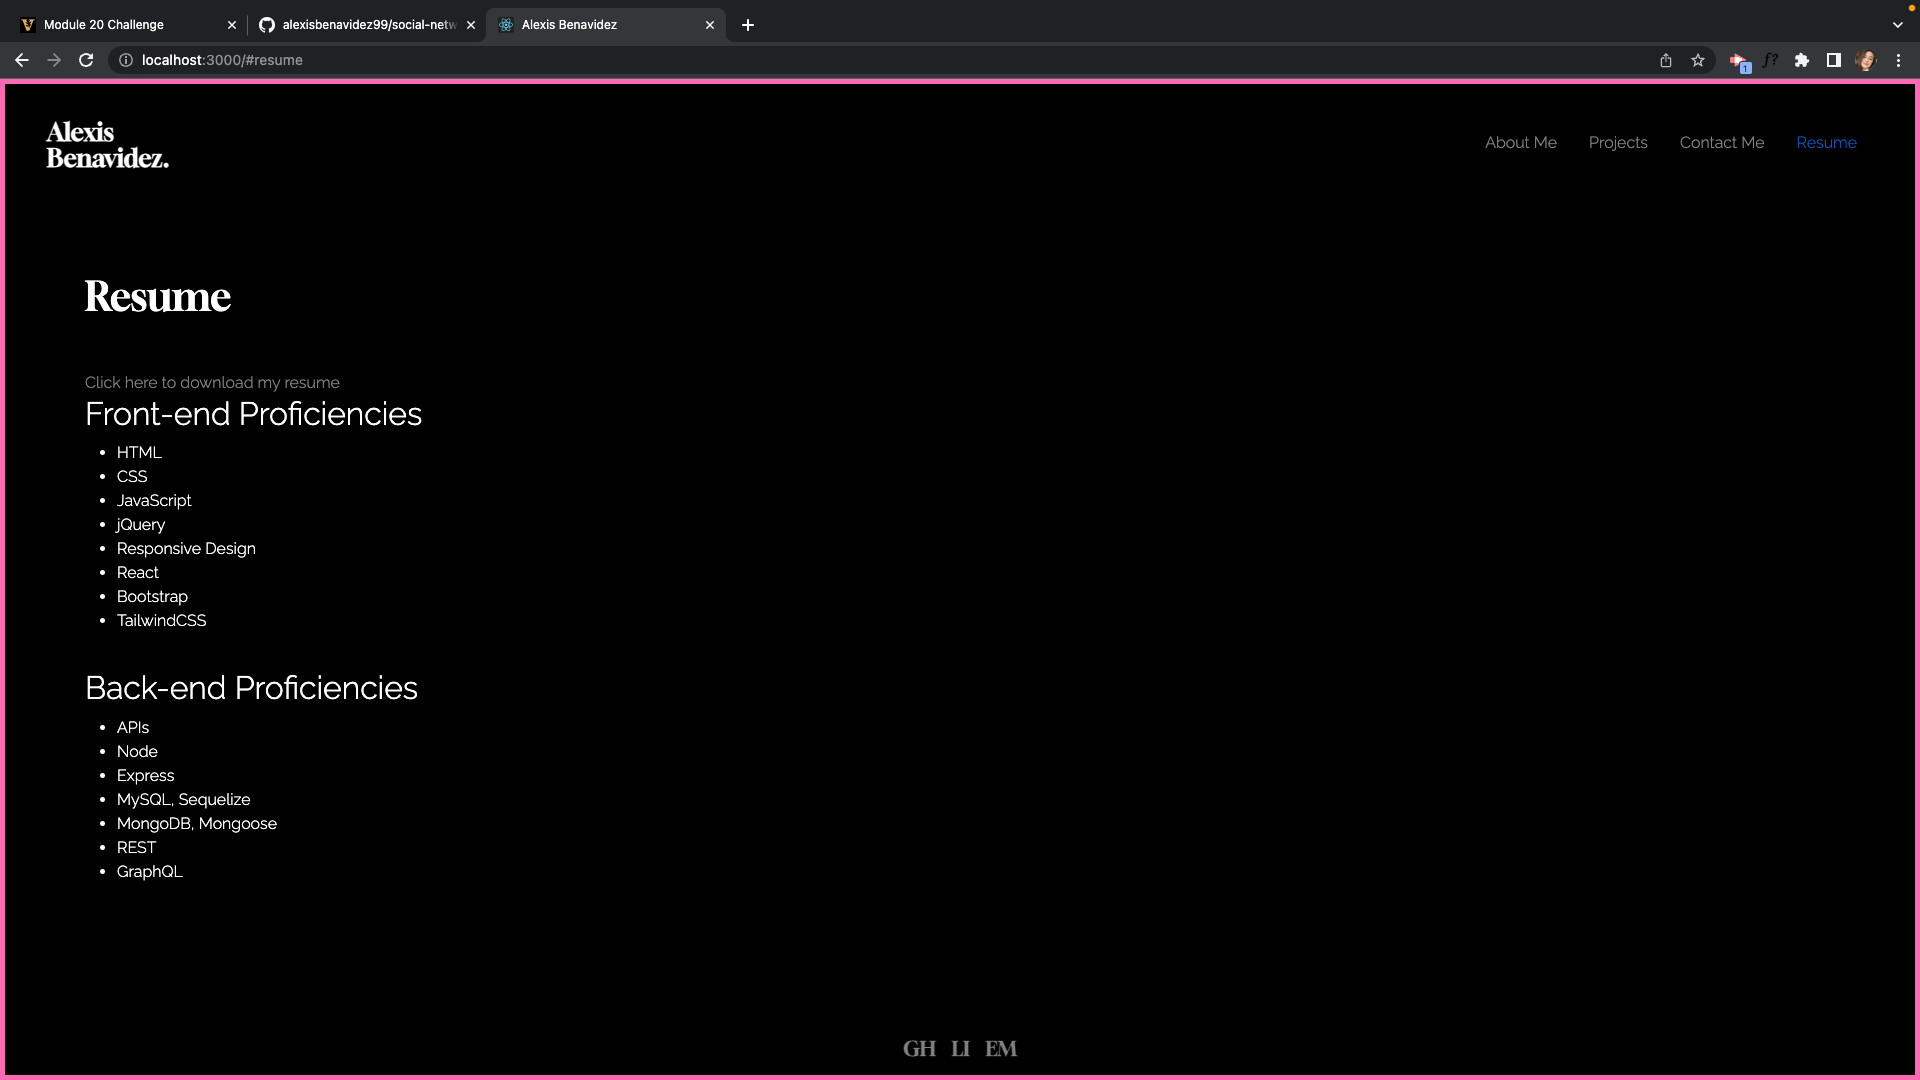 Module 20 Challenge
alexisbenavidez99/social-netw
Alexis Benavidez
localhost:3000/#resume
1
f?
Alexis
Benavidez.
About Me
Projects
Contact Me
Resume
Resume
Click here to download my resume
Front-end Proficiencies
HTML
CSS
JavaScript
jQuery
Responsive Design
React
Bootstrap
TailwindCSS
Back-end Proficiencies
APIs
Node
Express
MySQL, Sequelize
MongoDB, Mongoose
REST
GraphQL
GH LI EM